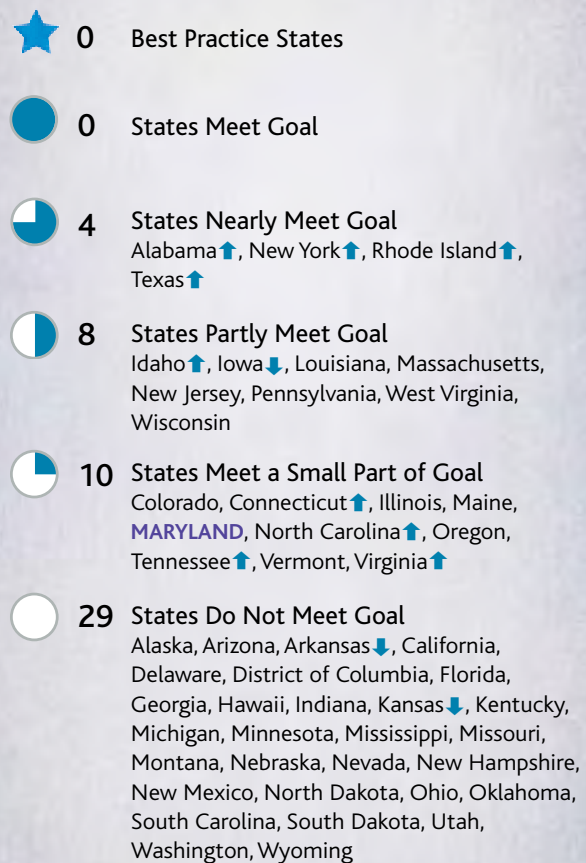 0 Best Practice States
0 States Meet Goal
4 States Nearly Meet Goal
Alabama⬆, New York⬆, Rhode Island⬆,
Texas⬆
8 States Partly Meet Goal
Idaho⬆, Iowa⬇, Louisiana, Massachusetts,
New Jersey, Pennsylvania, West Virginia,
Wisconsin
10 States Meet a Small Part of Goal
Colorado, Connecticut⬆, Illinois, Maine,
MARYLAND, North Carolina⬆, Oregon,
Tennessee⬆, Vermont, Virginia⬆
29 States Do Not Meet Goal
Alaska, Arizona, Arkansas⬇, California,
Delaware, District of Columbia, Florida,
Georgia, Hawaii, Indiana, Kansas⬇, Kentucky,
Michigan, Minnesota, Mississippi, Missouri,
Montana, Nebraska, Nevada, New Hampshire,
New Mexico, North Dakota, Ohio, Oklahoma,
South Carolina, South Dakota, Utah,
Washington, Wyoming